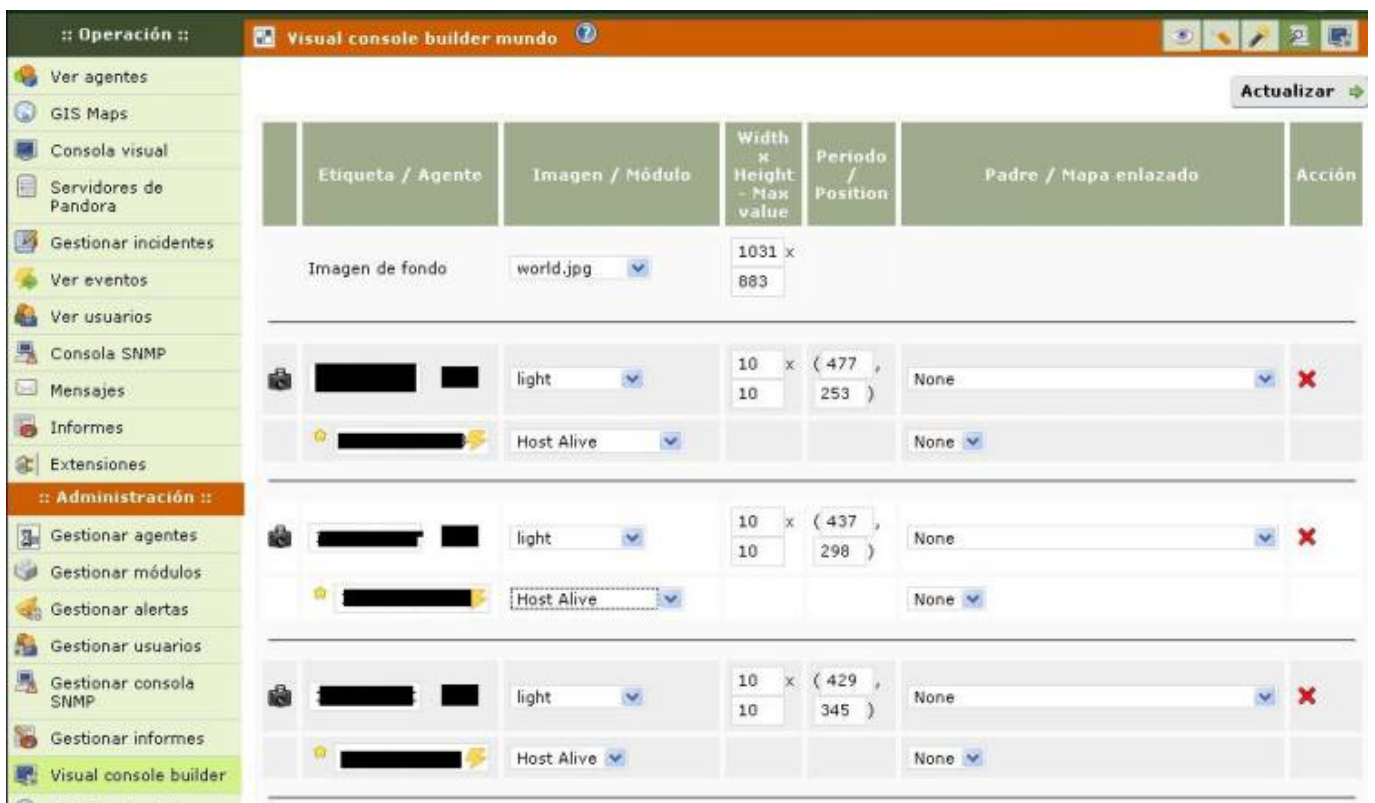 :: Operación ::
Visual console builder mundo
Ver agentes
GIS Maps
Consola visual
Servidores de
Pandora
Gestionar incidentes
Ver eventos
Ver usuarios
Consola SNMP
Mensajes
Informes
Extensiones
:: Administración ::
Gestionar agentes
Gestionar módulos
Gestionar alertas
Gestionar usuarios
Gestionar consola
SNMP
Gestionar informes
Visual console builder
Actualizar
Etiqueta / Agente
Imagen / Módulo
Width
x
Height
- Max
value
Período
/
Position
Padre / Mapa enlazado
Acción
Imagen de fondo
world.jpg
1031 x
883
light
10 x
10
( 477 ,
253 )
None
Host Alive
None
light
10 x
10
( 437 ,
298 )
None
Host Alive
None
light
10 x
10
( 429 ,
345 )
None
Host Alive
None